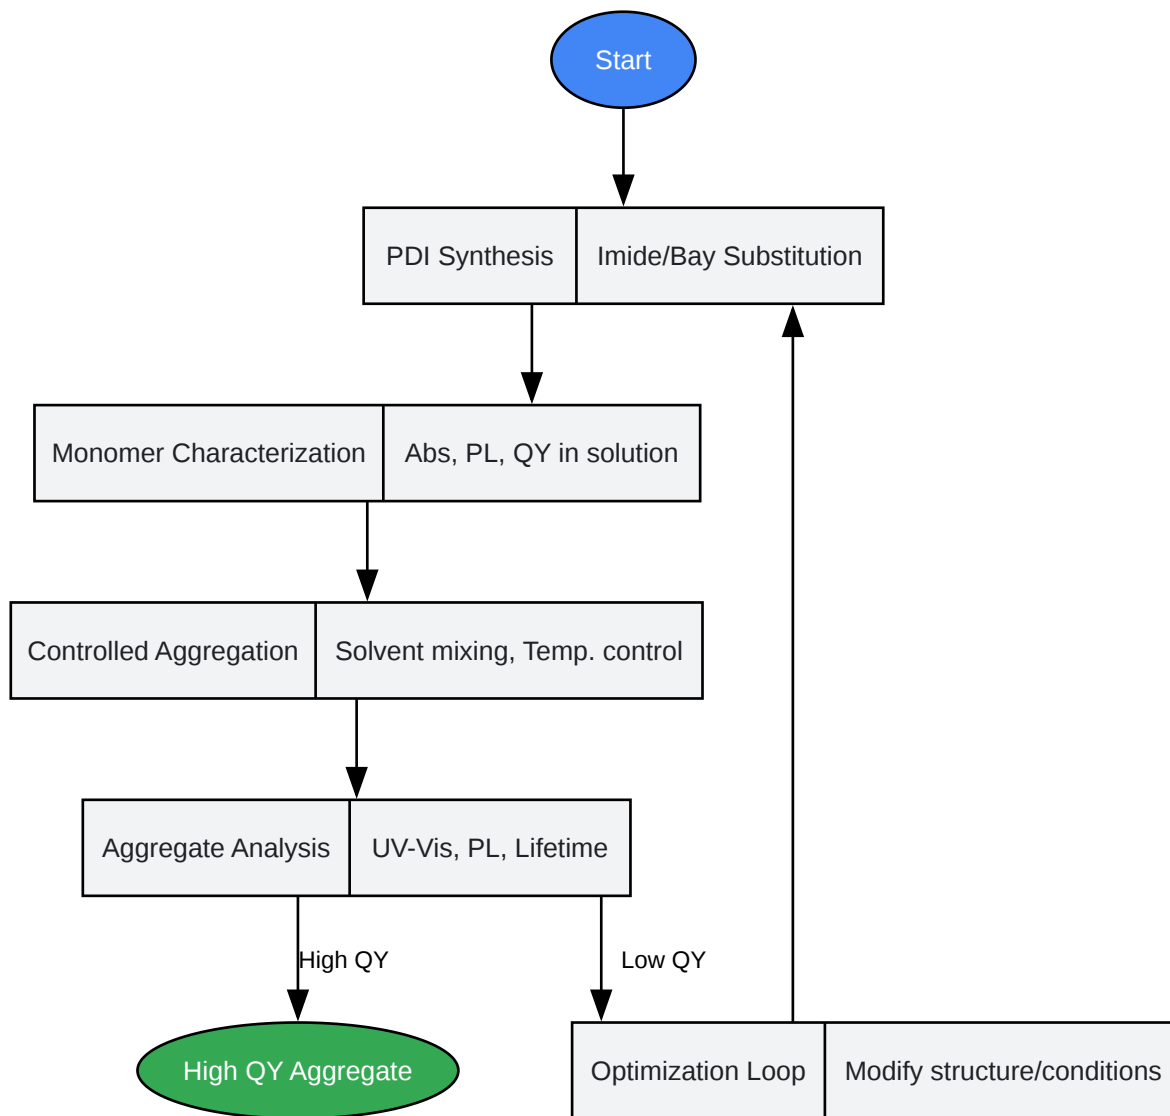 Start
PDI Synthesis
Imide/Bay Substitution
Monomer Characterization
Abs, PL, QY in solution
Controlled Aggregation
Solvent mixing, Temp. control
Aggregate Analysis
UV-Vis, PL, Lifetime
High QY
Low QY
High QY Aggregate
Optimization Loop
Modify structure/conditions